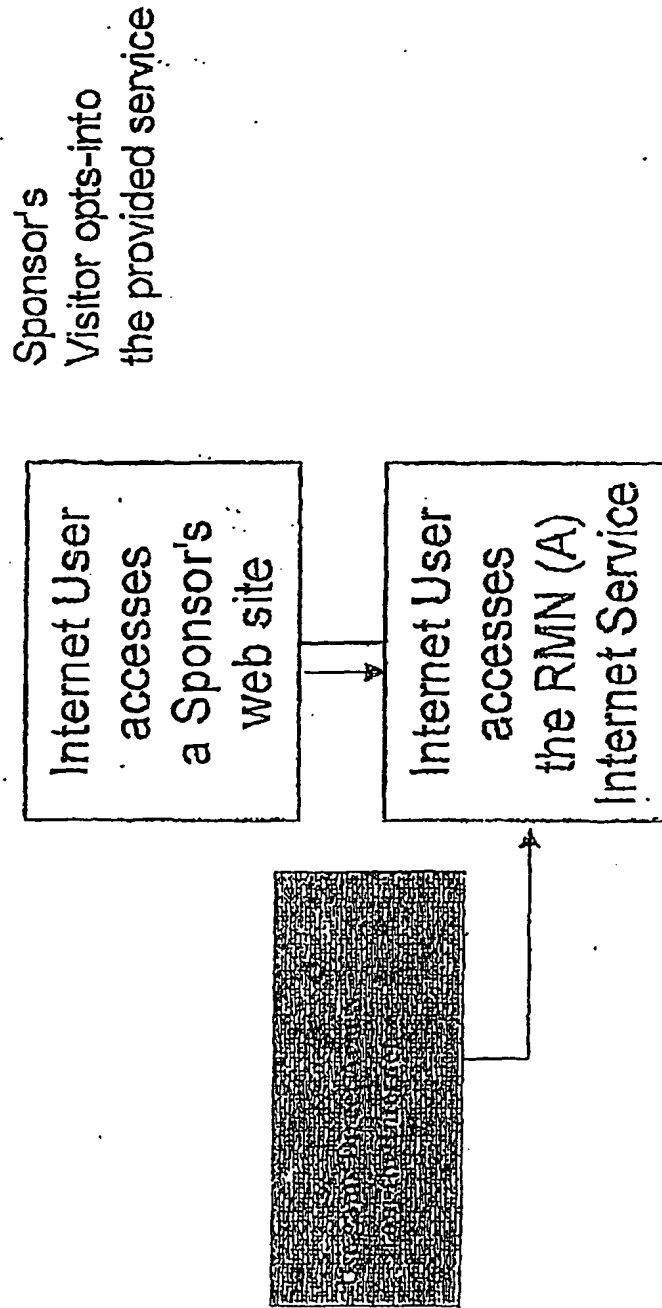 Sponsor's
Visitor opts-into
the provided service
Internet User
accesses
a Sponsor's
web site
Internet User
accesses
the RMN (A)
Internet Service